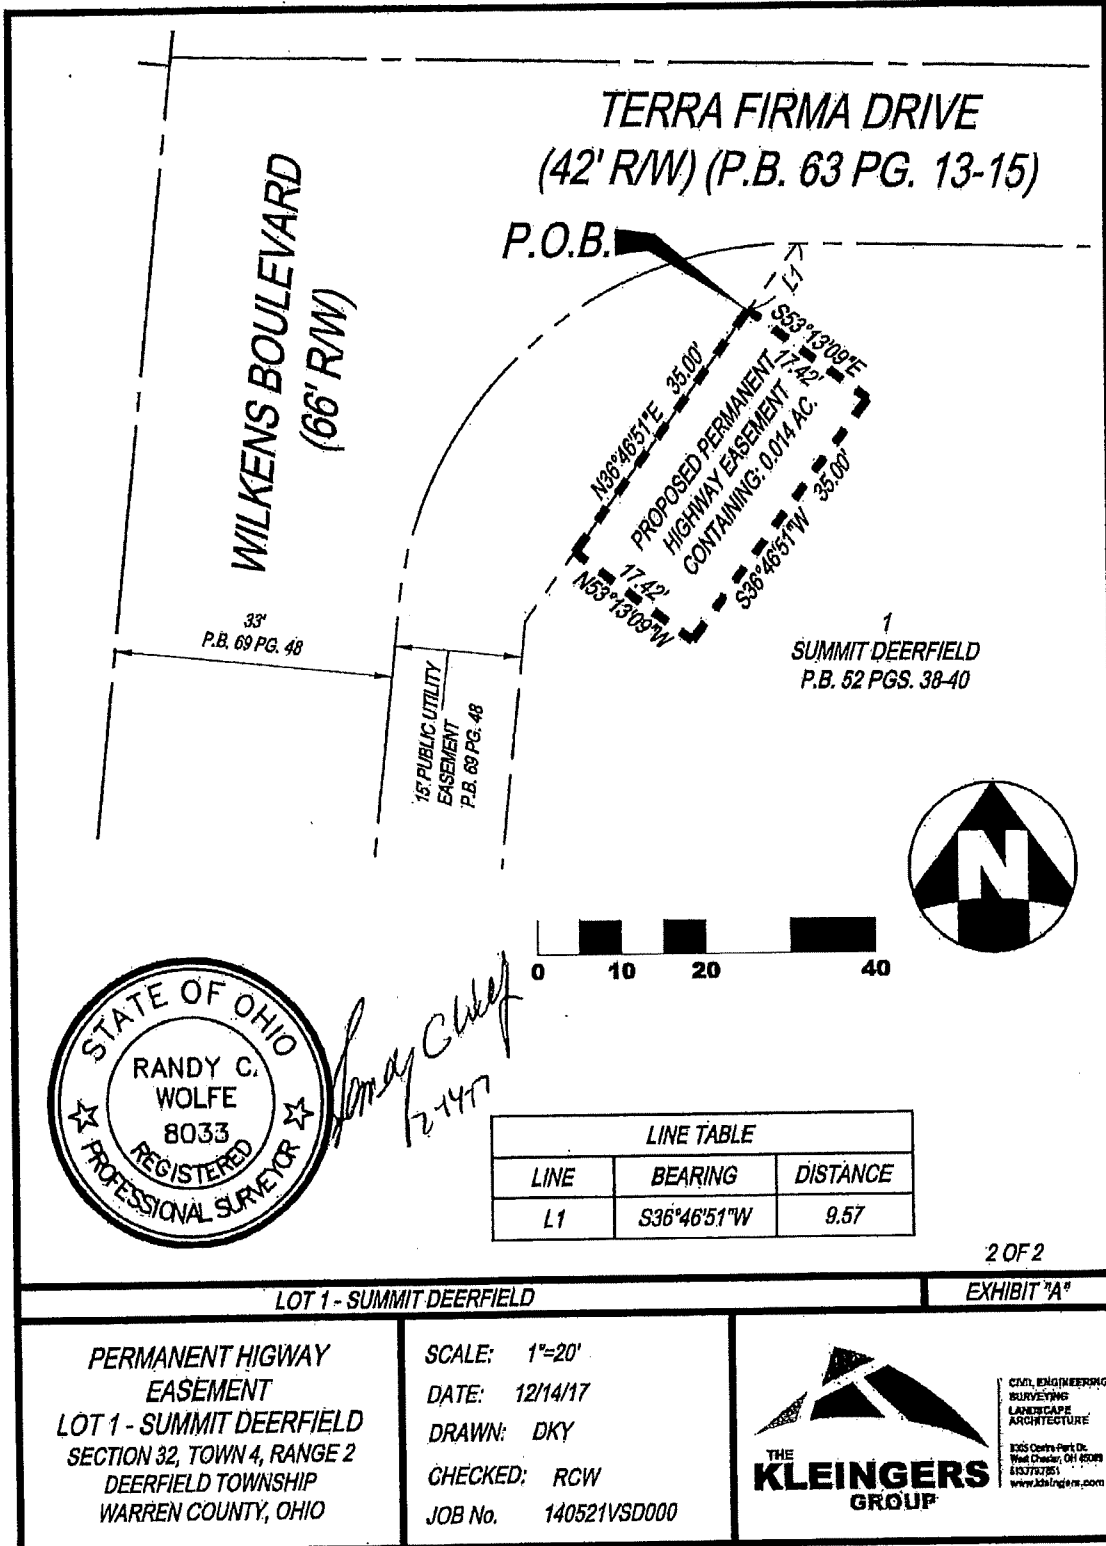 TERRA FIRMA DRIVE
(42' R/W) (P.B. 63 PG. 13-15)
P.O.B.
WILKENS BOULEVARD
(66' R/W)
L1
S53°13'09"E
17.42'
N36°46'51"E 35.00'
PROPOSED PERMANENT
HIGHWAY EASEMENT
CONTAINING: 0.014 AC.
S36°46'51"W 35.00'
17.42'
N53°13'09"W
33'
P.B. 69 PG. 48
15' PUBLIC UTILITY
EASEMENT
P.B. 69 PG. 48
1
SUMMIT DEERFIELD
P.B. 52 PGS. 38-40
N
0 10 20 40
STATE OF OHIO
RANDY C.
WOLFE
8033
REGISTERED
PROFESSIONAL SURVEYOR
LINE TABLE
LINE BEARING DISTANCE
L1 S36°46'51"W 9.57
2 OF 2
LOT 1 - SUMMIT DEERFIELD
EXHIBIT "A"
PERMANENT HIGWAY
EASEMENT
LOT 1 - SUMMIT DEERFIELD
SECTION 32, TOWN 4, RANGE 2
DEERFIELD TOWNSHIP
WARREN COUNTY, OHIO
SCALE: 1"=20'
DATE: 12/14/17
DRAWN: DKY
CHECKED: RCW
JOB No. 140521VSD000
THE
KLEINGERS
GROUP
CIVIL ENGINEERING
SURVEYING
LANDSCAPE
ARCHITECTURE
West Chester, OH
www.kleingers.com